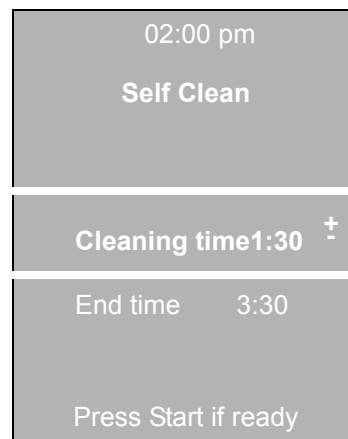 02:00 pm
Self Clean
Cleaning time1:30 +
-
End time 3:30
Press Start if ready